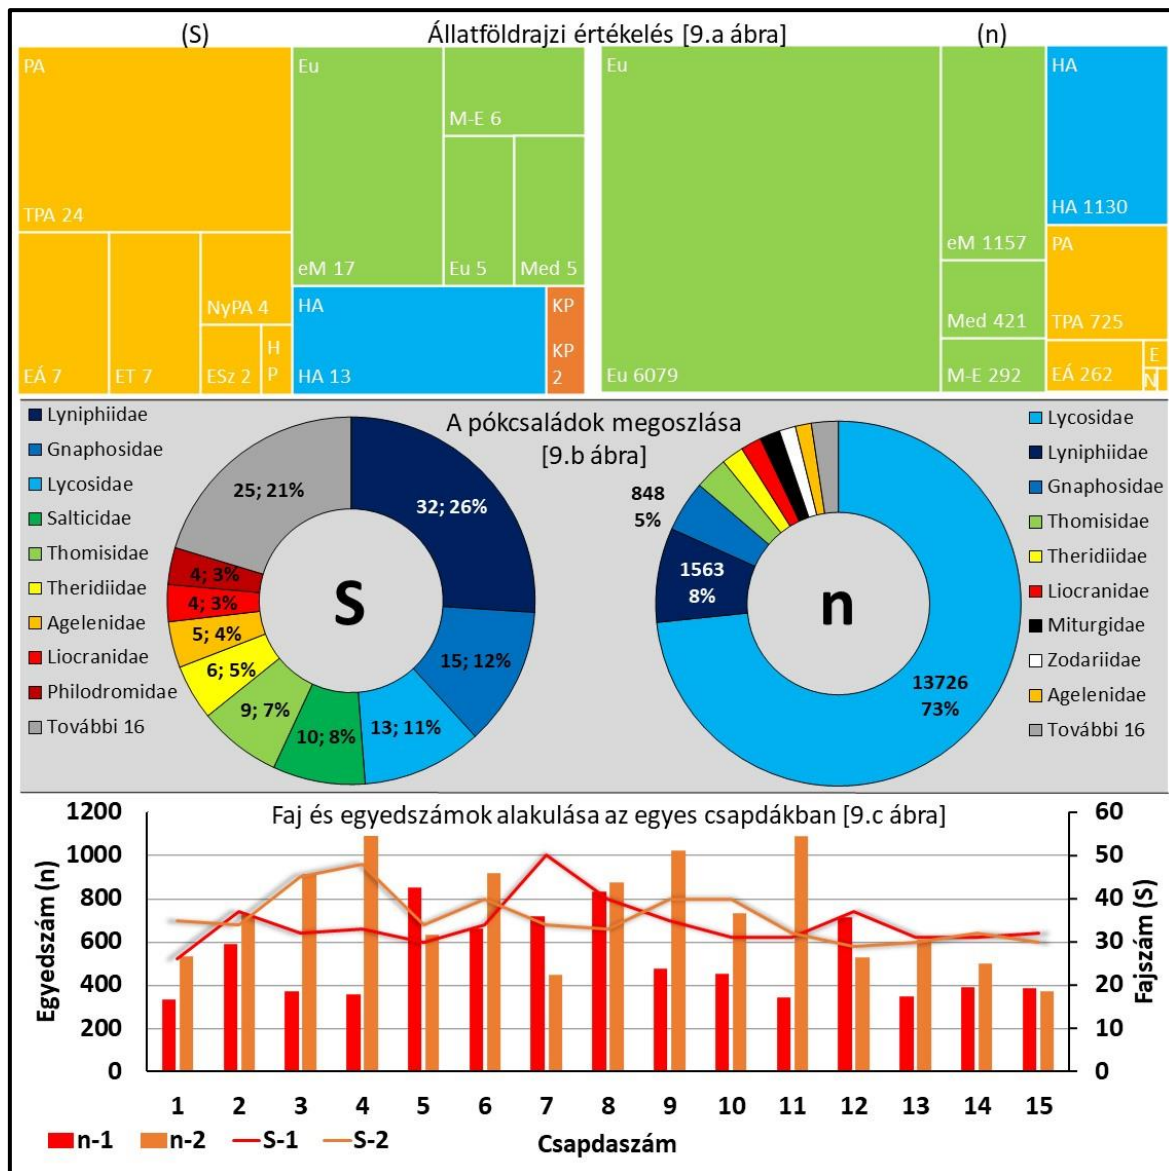 (S)
Állatföldrajzi értékelés [9.a ábra]
(n)
PA
TPA 24
EÁ 7
ET 7
NyPA 4
ESz 2
H
P
Eu
eM 17
M-E 6
Eu 5
Med 5
HA
HA 13
KP
KP
2
Eu
Eu 6079
eM 1157
Med 421
M-E 292
HA
HA 1130
PA
TPA 725
EÁ 262
E
N
A pókcsaládok megoszlása
[9.b ábra]
Lyniphiidae
Gnaphosidae
Lycosidae
Salticidae
Thomisidae
Theridiidae
Agelenidae
Liocranidae
Philodromidae
További 16
32; 26%
15; 12%
13; 11%
10; 8%
9; 7%
6; 5%
5; 4%
4; 3%
4; 3%
25; 21%
S
848
5%
1563
8%
13726
73%
n
Lycosidae
Lyniphiidae
Gnaphosidae
Thomisidae
Theridiidae
Liocranidae
Miturgidae
Zodariidae
Agelenidae
További 16
Faj és egyedszámok alakulása az egyes csapdákban [9.c ábra]
Egyedszám (n)
1200
1000
800
600
400
200
0
60
50
40
30
20
10
0
Fajszám (S)
1 2 3 4 5 6 7 8 9 10 11 12 13 14 15
Csapdaszám
n-1 n-2 S-1 S-2